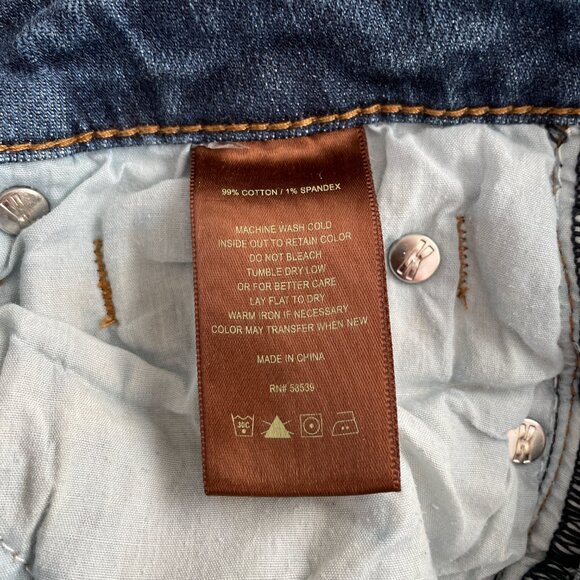 99% COTTON / 1% SPANDEX
MACHINE WASH COLD
INSIDE OUT TO RETAIN COLOR
DO NOT BLEACH
TUMBLE DRY LOW
OR FOR BETTER CARE
LAY FLAT TO DRY
WARM IRON IF NECESSARY
COLOR MAY TRANSFER WHEN NEW
MADE IN CHINA
RN# 58539
30C